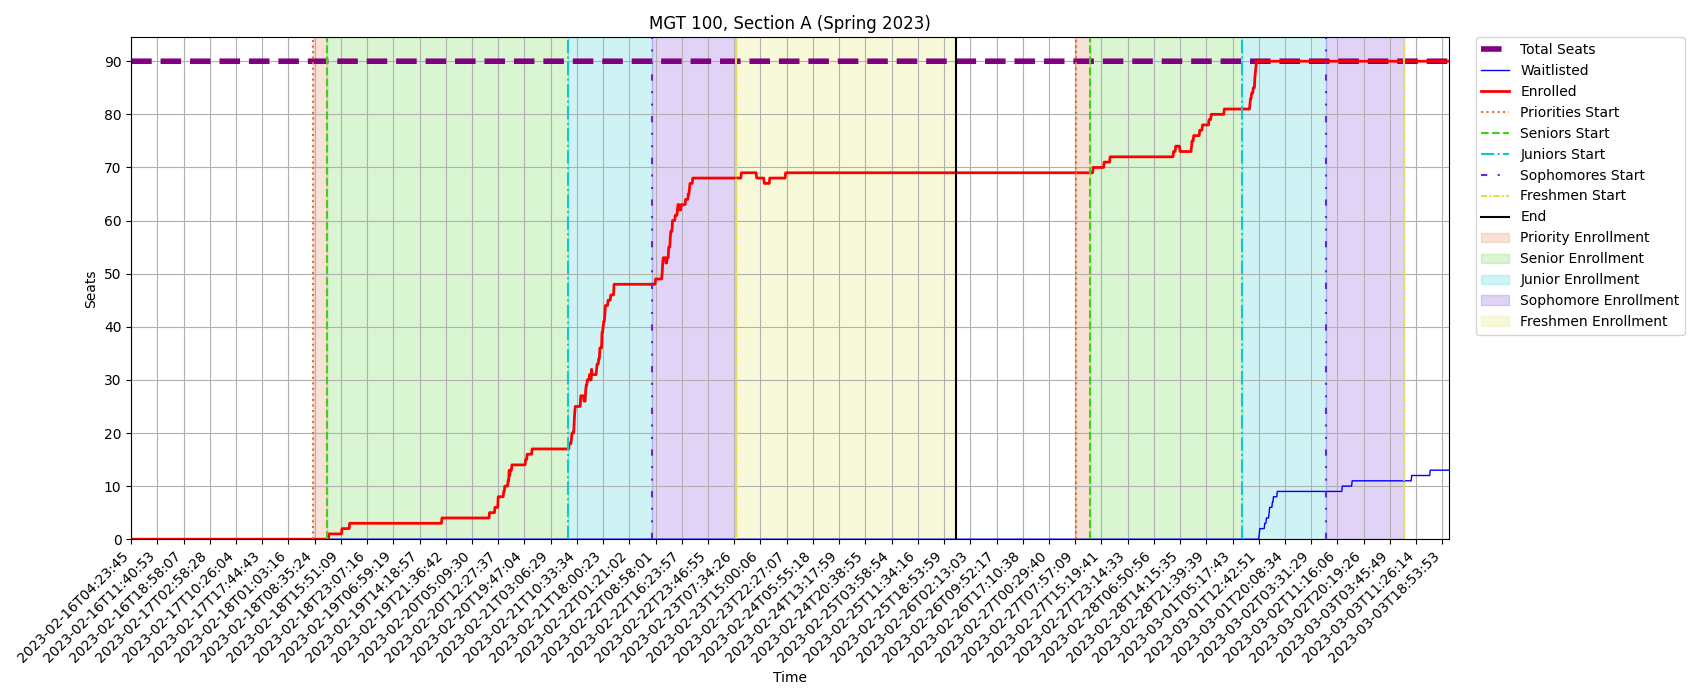 MGT 100, Section A (Spring 2023)
90
80
70
60
50
40
30
20
10
0
Seats
2023-02-16T04:23:45
2023-02-16T11:40:53
2023-02-16T18:58:07
2023-02-17T02:58:28
2023-02-17T10:26:04
2023-02-17T17:44:43
2023-02-18T01:03:16
2023-02-18T08:35:24
2023-02-18T15:51:09
2023-02-18T23:07:16
2023-02-19T06:59:19
2023-02-19T14:18:57
2023-02-19T21:36:42
2023-02-20T05:09:30
2023-02-20T12:27:37
2023-02-20T19:47:04
2023-02-21T03:06:29
2023-02-21T10:33:34
2023-02-21T18:00:23
2023-02-22T01:21:02
2023-02-22T08:58:01
2023-02-22T16:23:57
2023-02-22T23:46:55
2023-02-23T07:34:26
2023-02-23T15:00:06
2023-02-23T22:27:07
2023-02-24T05:55:18
2023-02-24T13:17:59
2023-02-24T20:38:55
2023-02-25T03:58:54
2023-02-25T11:34:16
2023-02-25T18:53:59
2023-02-26T02:13:03
2023-02-26T09:52:17
2023-02-26T17:10:38
2023-02-27T00:29:40
2023-02-27T07:57:09
2023-02-27T15:19:41
2023-02-27T23:14:33
2023-02-28T06:50:56
2023-02-28T14:15:35
2023-02-28T21:39:39
2023-03-01T05:17:43
2023-03-01T12:42:51
2023-03-01T20:08:34
2023-03-02T03:31:29
2023-03-02T11:16:06
2023-03-02T20:19:26
2023-03-03T03:45:49
2023-03-03T11:26:14
2023-03-03T18:53:53
Time
Total Seats
Waitlisted
Enrolled
Priorities Start
Seniors Start
Juniors Start
Sophomores Start
Freshmen Start
End
Priority Enrollment
Senior Enrollment
Junior Enrollment
Sophomore Enrollment
Freshmen Enrollment